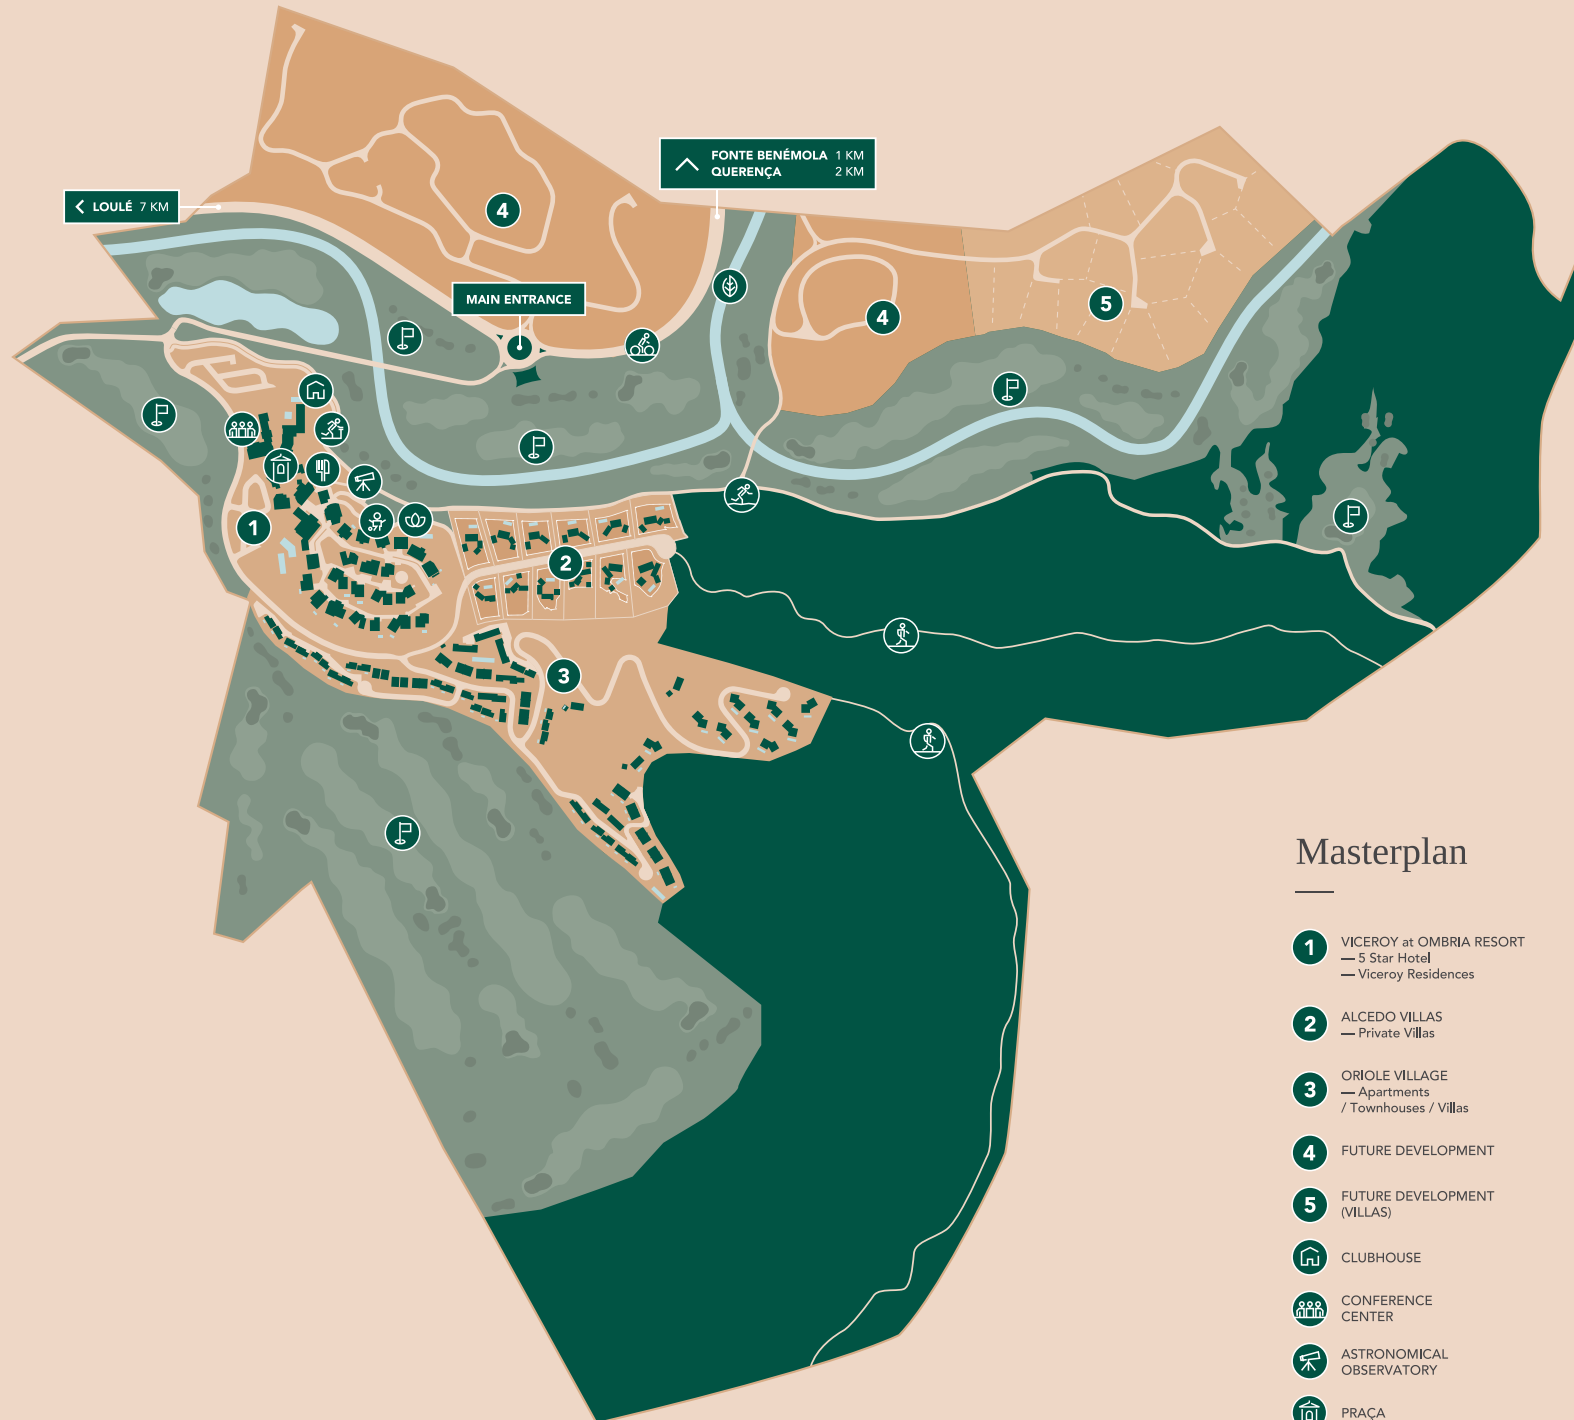 FONTE BENÉMOLA 1 KM
QUERENÇA 2 KM
LOULÉ 7 KM
4
MAIN ENTRANCE
4
5
1
2
3
Masterplan
1 VICEROY at OMBRIA RESORT
— 5 Star Hotel
— Viceroy Residences
2 ALCEDO VILLAS
— Private Villas
3 ORIOLE VILLAGE
— Apartments
/ Townhouses / Villas
4 FUTURE DEVELOPMENT
5 FUTURE DEVELOPMENT
(VILLAS)
CLUBHOUSE
CONFERENCE
CENTER
ASTRONOMICAL
OBSERVATORY
PRAÇA